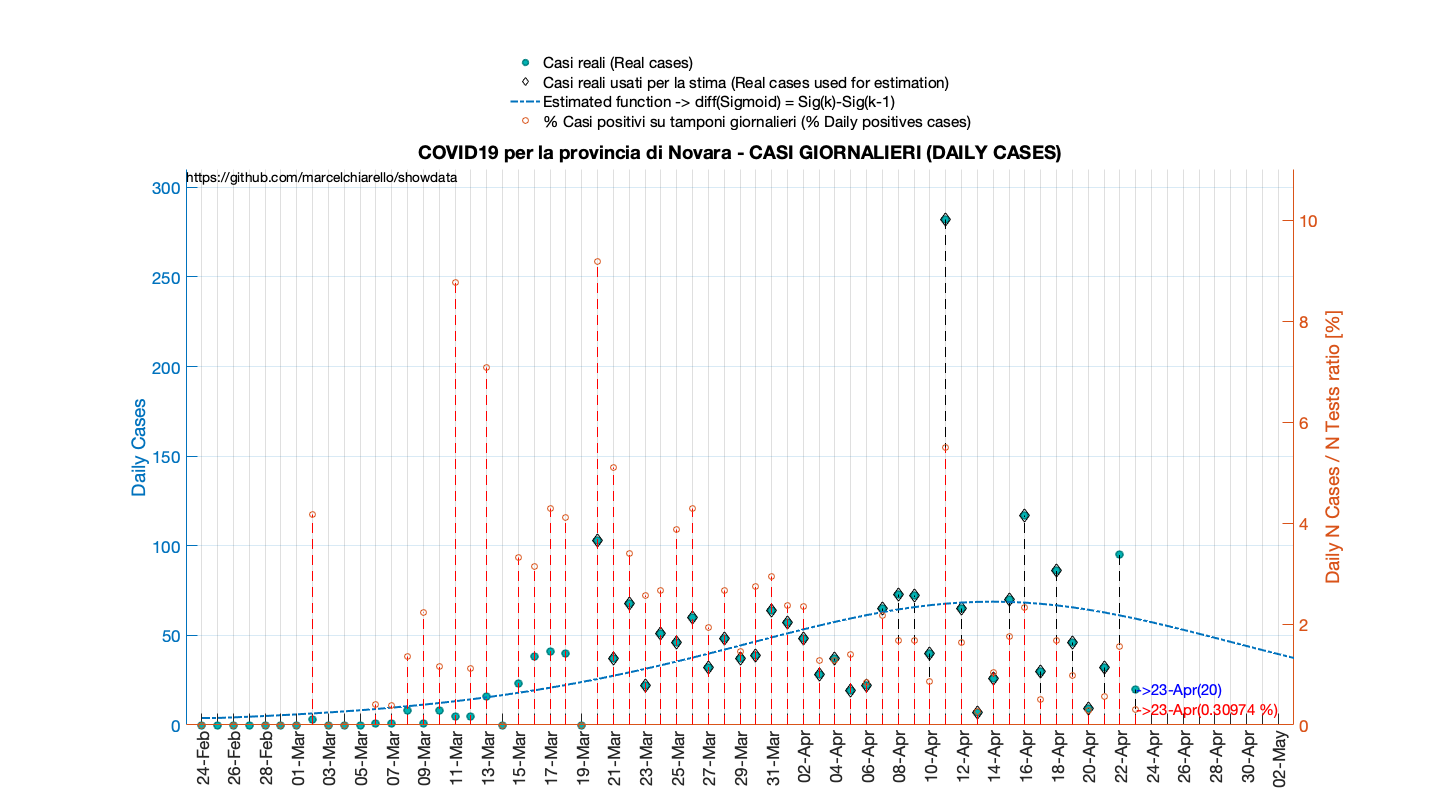 Casi reali (Real cases)
Casi reali usati per la stima (Real cases used for estimation)
Estimated function -> diff(Sigmoid) = Sig(k)-Sig(k-1)
% Casi positivi su tamponi giornalieri (% Daily positives cases)
COVID19 per la provincia di Novara - CASI GIORNALIERI (DAILY CASES)
https://github.com/marcelchiarello/showdata
Daily Cases
300
250
200
150
100
50
0
10
8
6
4
2
0
Daily N Cases / N Tests ratio [%]
->23-Apr(20)
->23-Apr(0.30974 %)
24-Feb
26-Feb
28-Feb
01-Mar
03-Mar
05-Mar
07-Mar
09-Mar
11-Mar
13-Mar
15-Mar
17-Mar
19-Mar
21-Mar
23-Mar
25-Mar
27-Mar
29-Mar
31-Mar
02-Apr
04-Apr
06-Apr
08-Apr
10-Apr
12-Apr
14-Apr
16-Apr
18-Apr
20-Apr
22-Apr
24-Apr
26-Apr
28-Apr
30-Apr
02-May